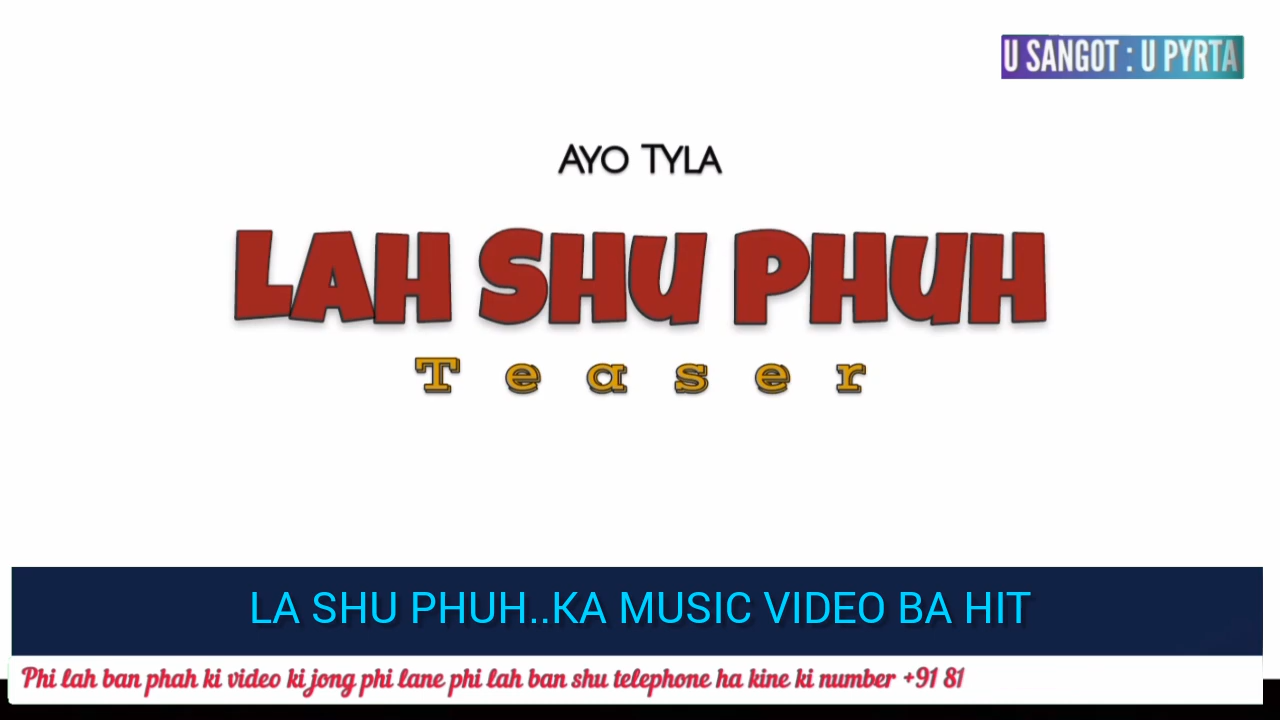 U SANGOT : U PYRTA
AYO TYLA
LAH SHU PHUH
Teaser
LA SHU PHUH..KA MUSIC VIDEO BA HIT
Phi lah ban phah ki video ki jong phi lane phi lah ban shu telephone ha kine ki number +91 81